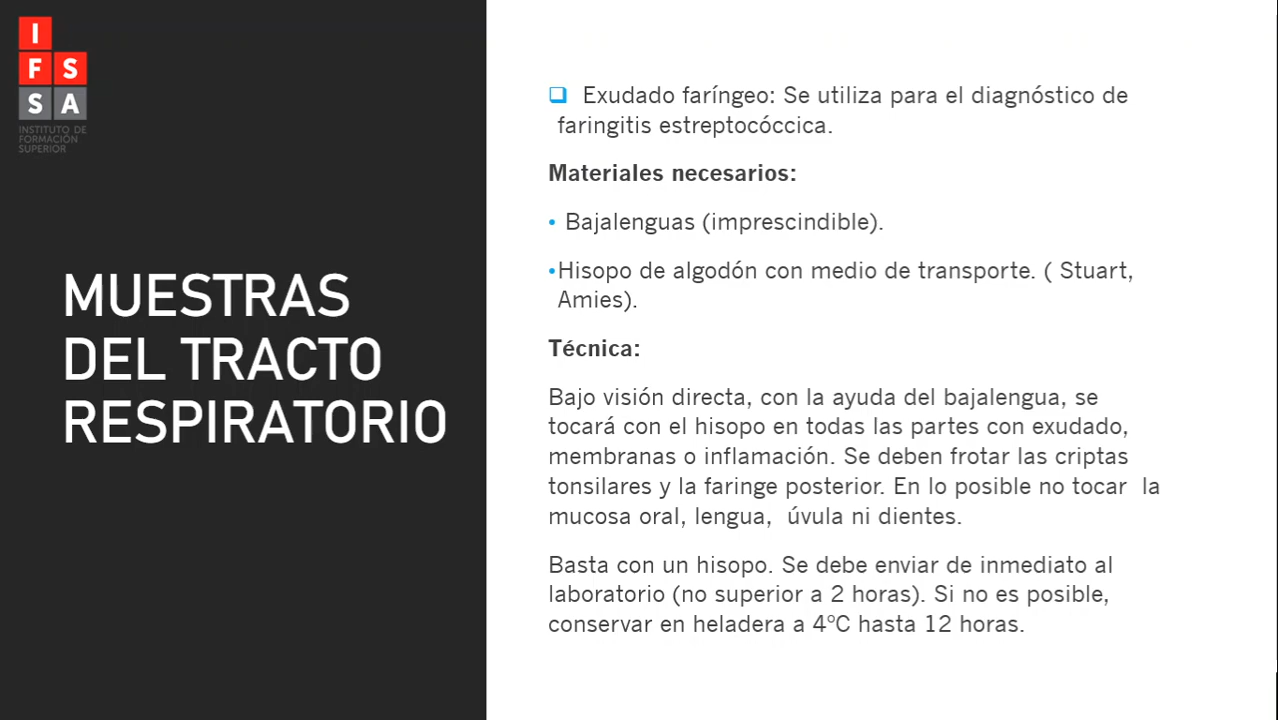 I
F S
S A
INSTITUTO DE
FORMACIÓN
SUPERIOR
MUESTRAS
DEL TRACTO
RESPIRATORIO
❑ Exudado faríngeo: Se utiliza para el diagnóstico de
faringitis estreptocóccica.
Materiales necesarios:
• Bajalenguas (imprescindible).
•Hisopo de algodón con medio de transporte. ( Stuart,
Amies).
Técnica:
Bajo visión directa, con la ayuda del bajalengua, se
tocará con el hisopo en todas las partes con exudado,
membranas o inflamación. Se deben frotar las criptas
tonsilares y la faringe posterior. En lo posible no tocar la
mucosa oral, lengua, úvula ni dientes.
Basta con un hisopo. Se debe enviar de inmediato al
laboratorio (no superior a 2 horas). Si no es posible,
conservar en heladera a 4ºC hasta 12 horas.